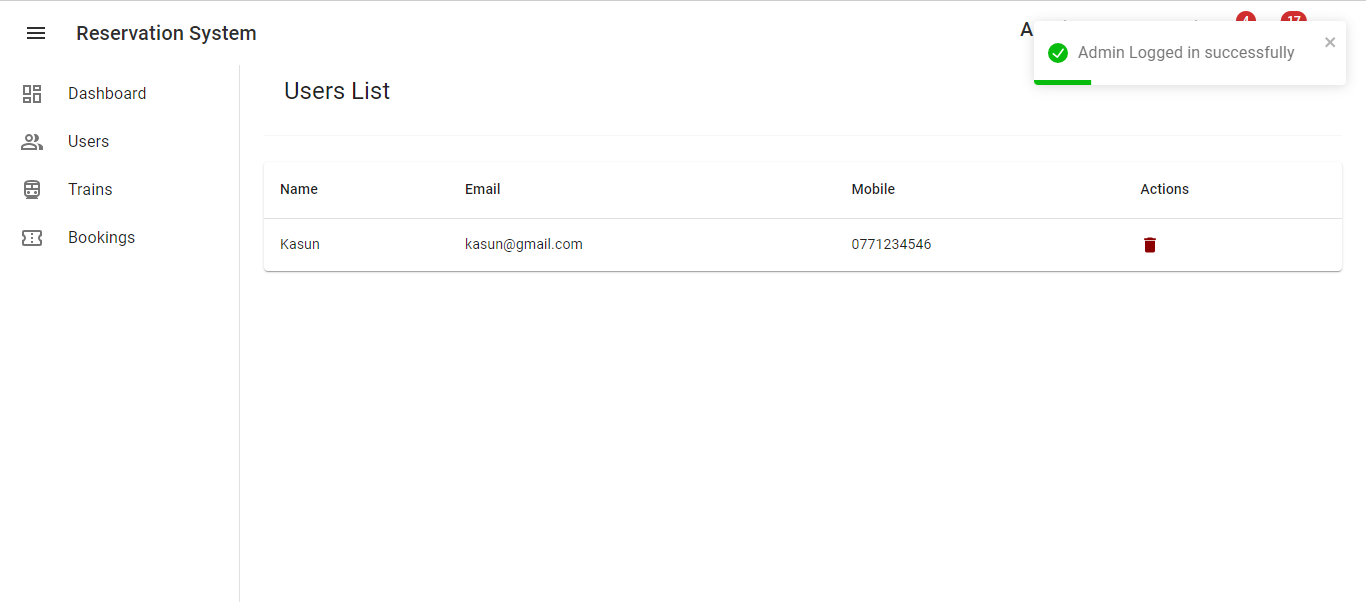 Reservation System
4
17
Admin Logged in successfully
Dashboard
Users
Trains
Bookings
Users List
Name Email Mobile Actions
Kasun kasun@gmail.com 0771234546